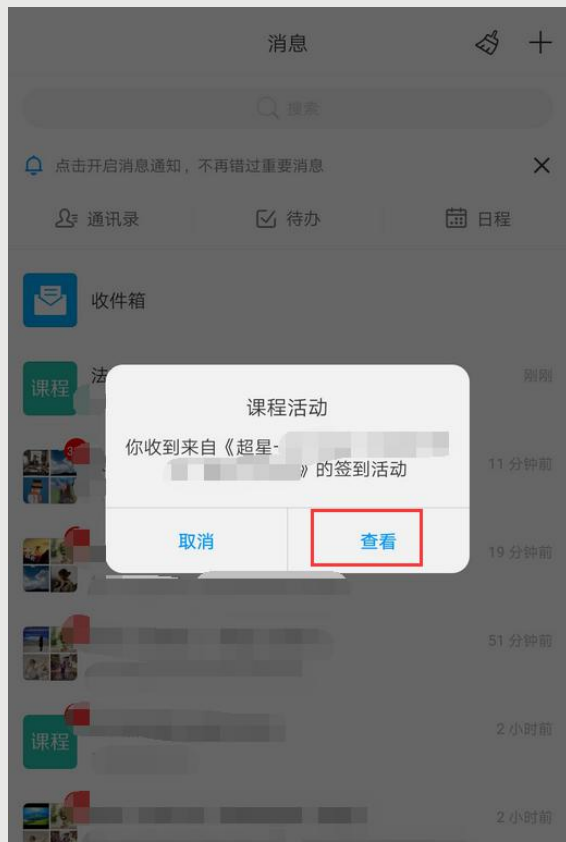 消息
搜索
点击开启消息通知，不再错过重要消息
通讯录
待办
日程
收件箱
课程
法
刚刚
课程活动
你收到来自《超星-
》的签到活动
取消
查看
3
11 分钟前
19 分钟前
51 分钟前
课程
2 小时前
2 小时前